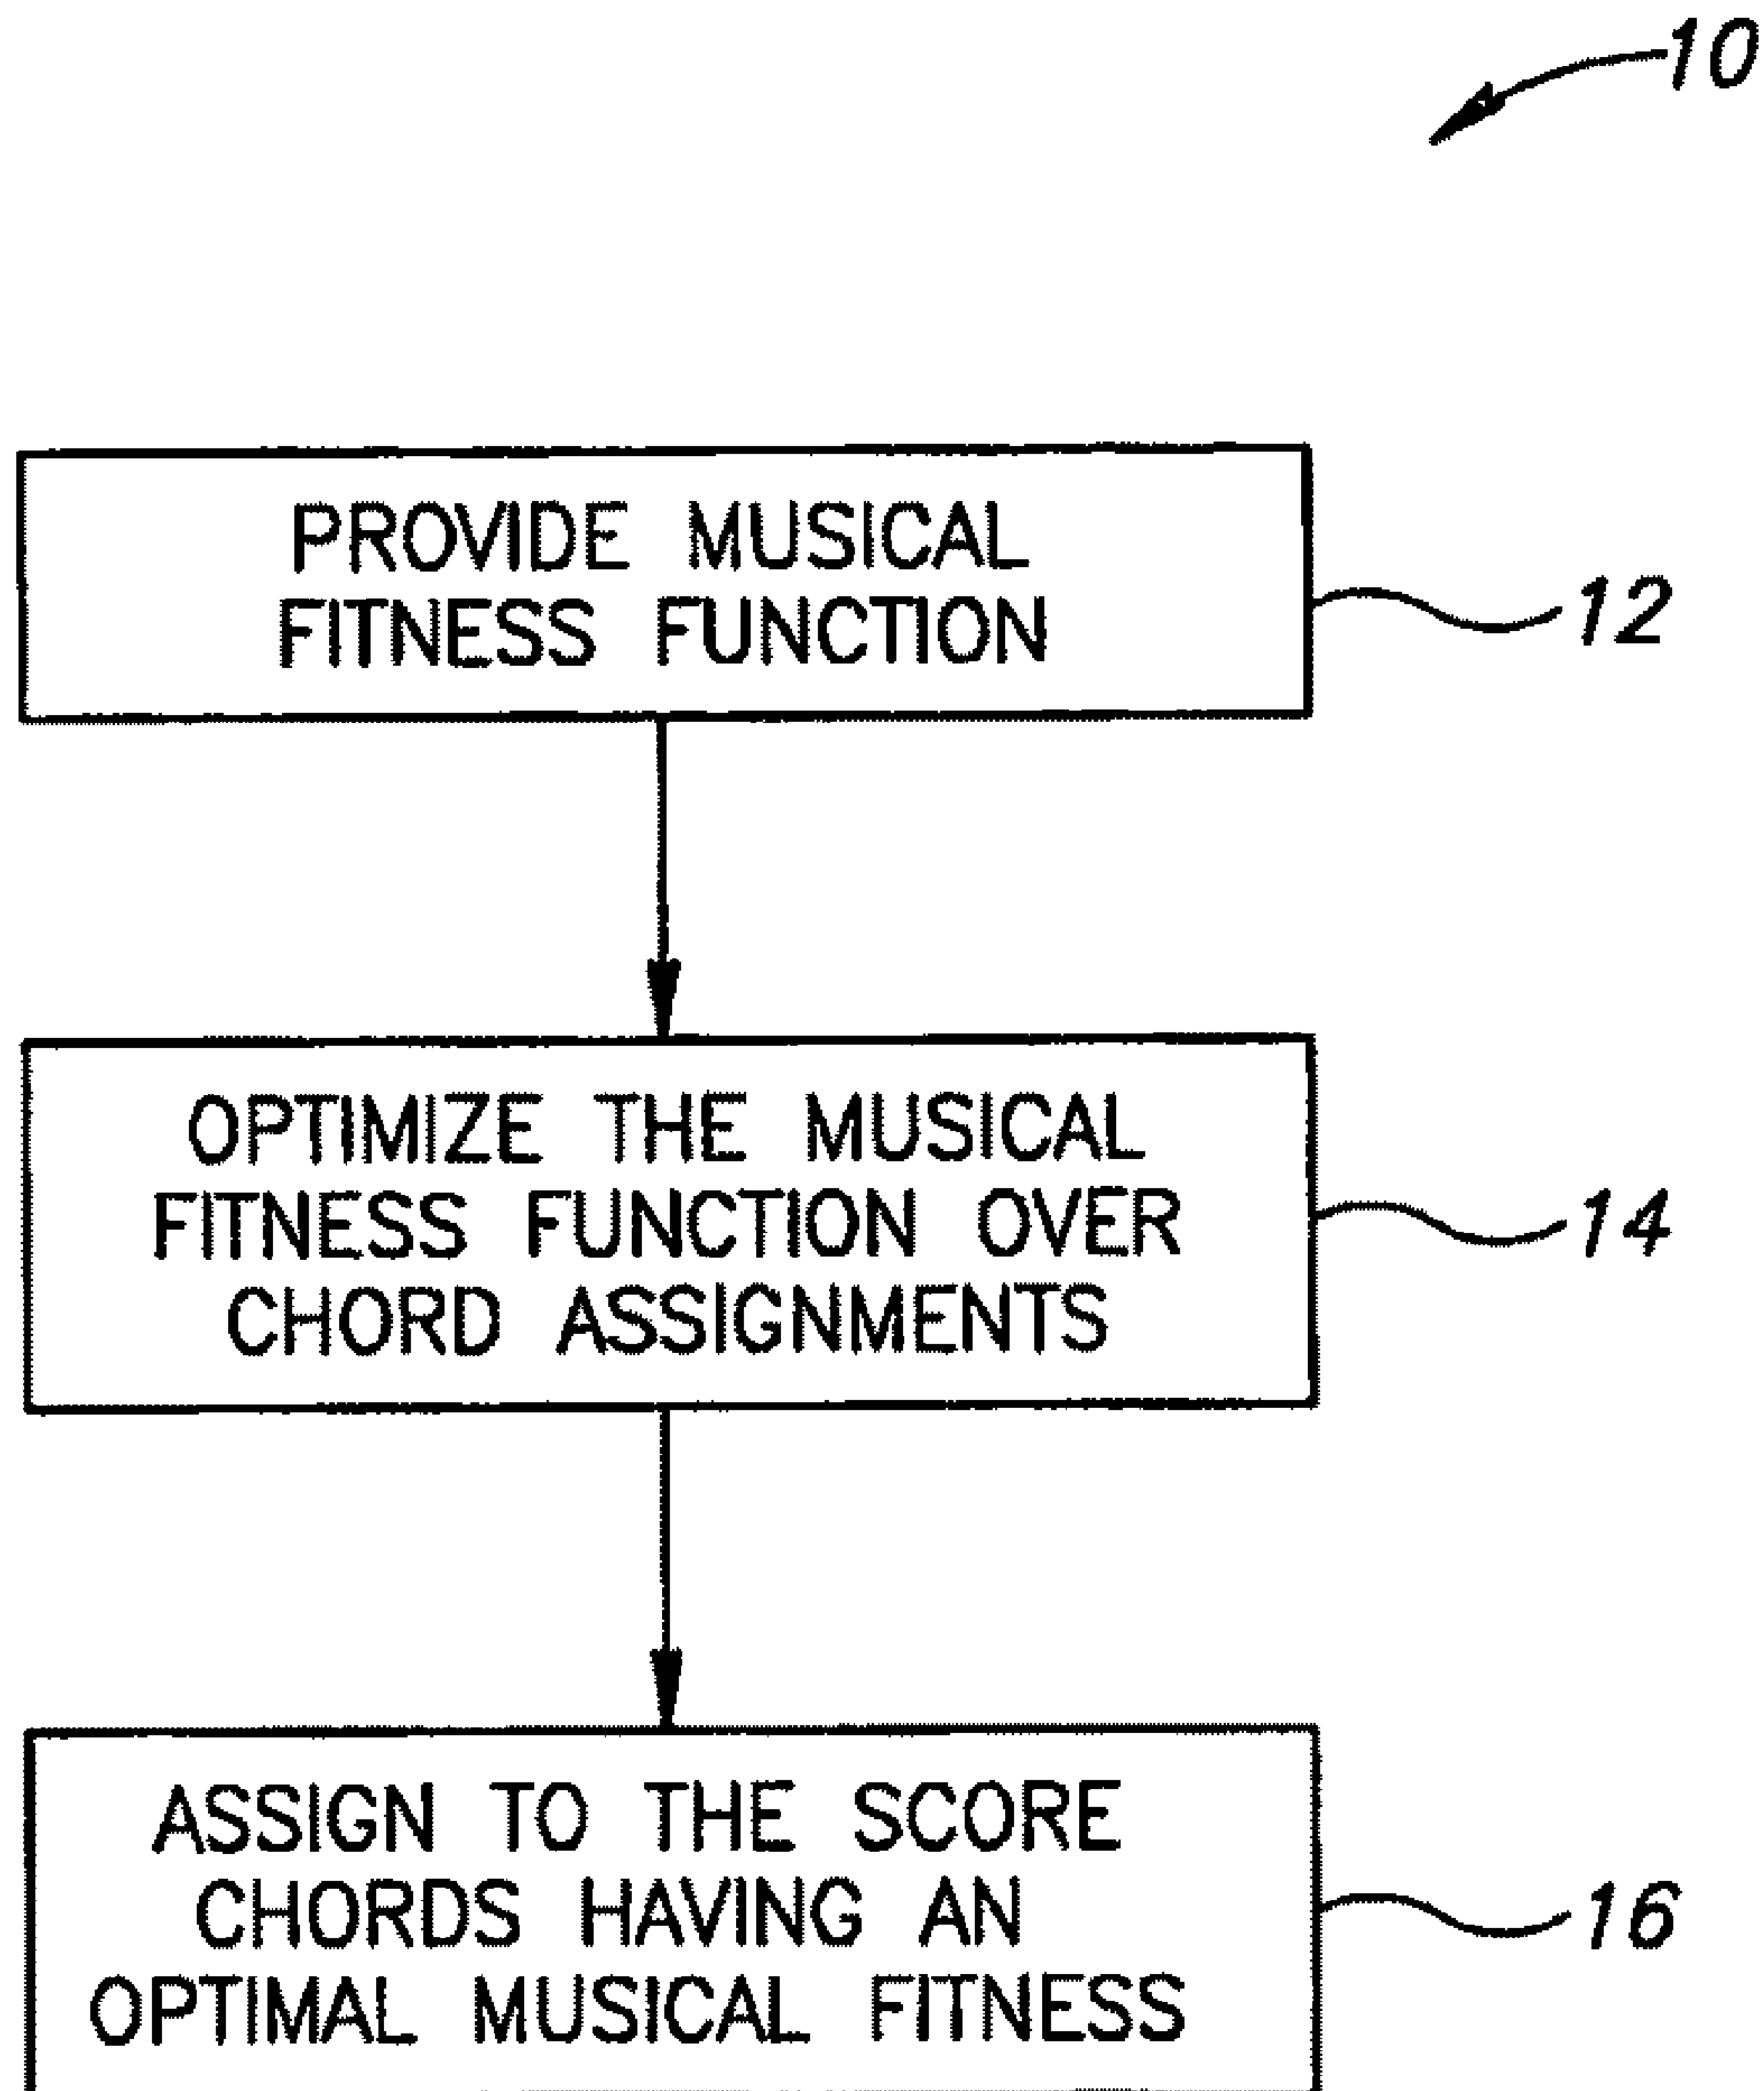 10
PROVIDE MUSICAL
FITNESS FUNCTION
12
OPTIMIZE THE MUSICAL
FITNESS FUNCTION OVER
CHORD ASSIGNMENTS
14
ASSIGN TO THE SCORE
CHORDS HAVING AN
OPTIMAL MUSICAL FITNESS
16